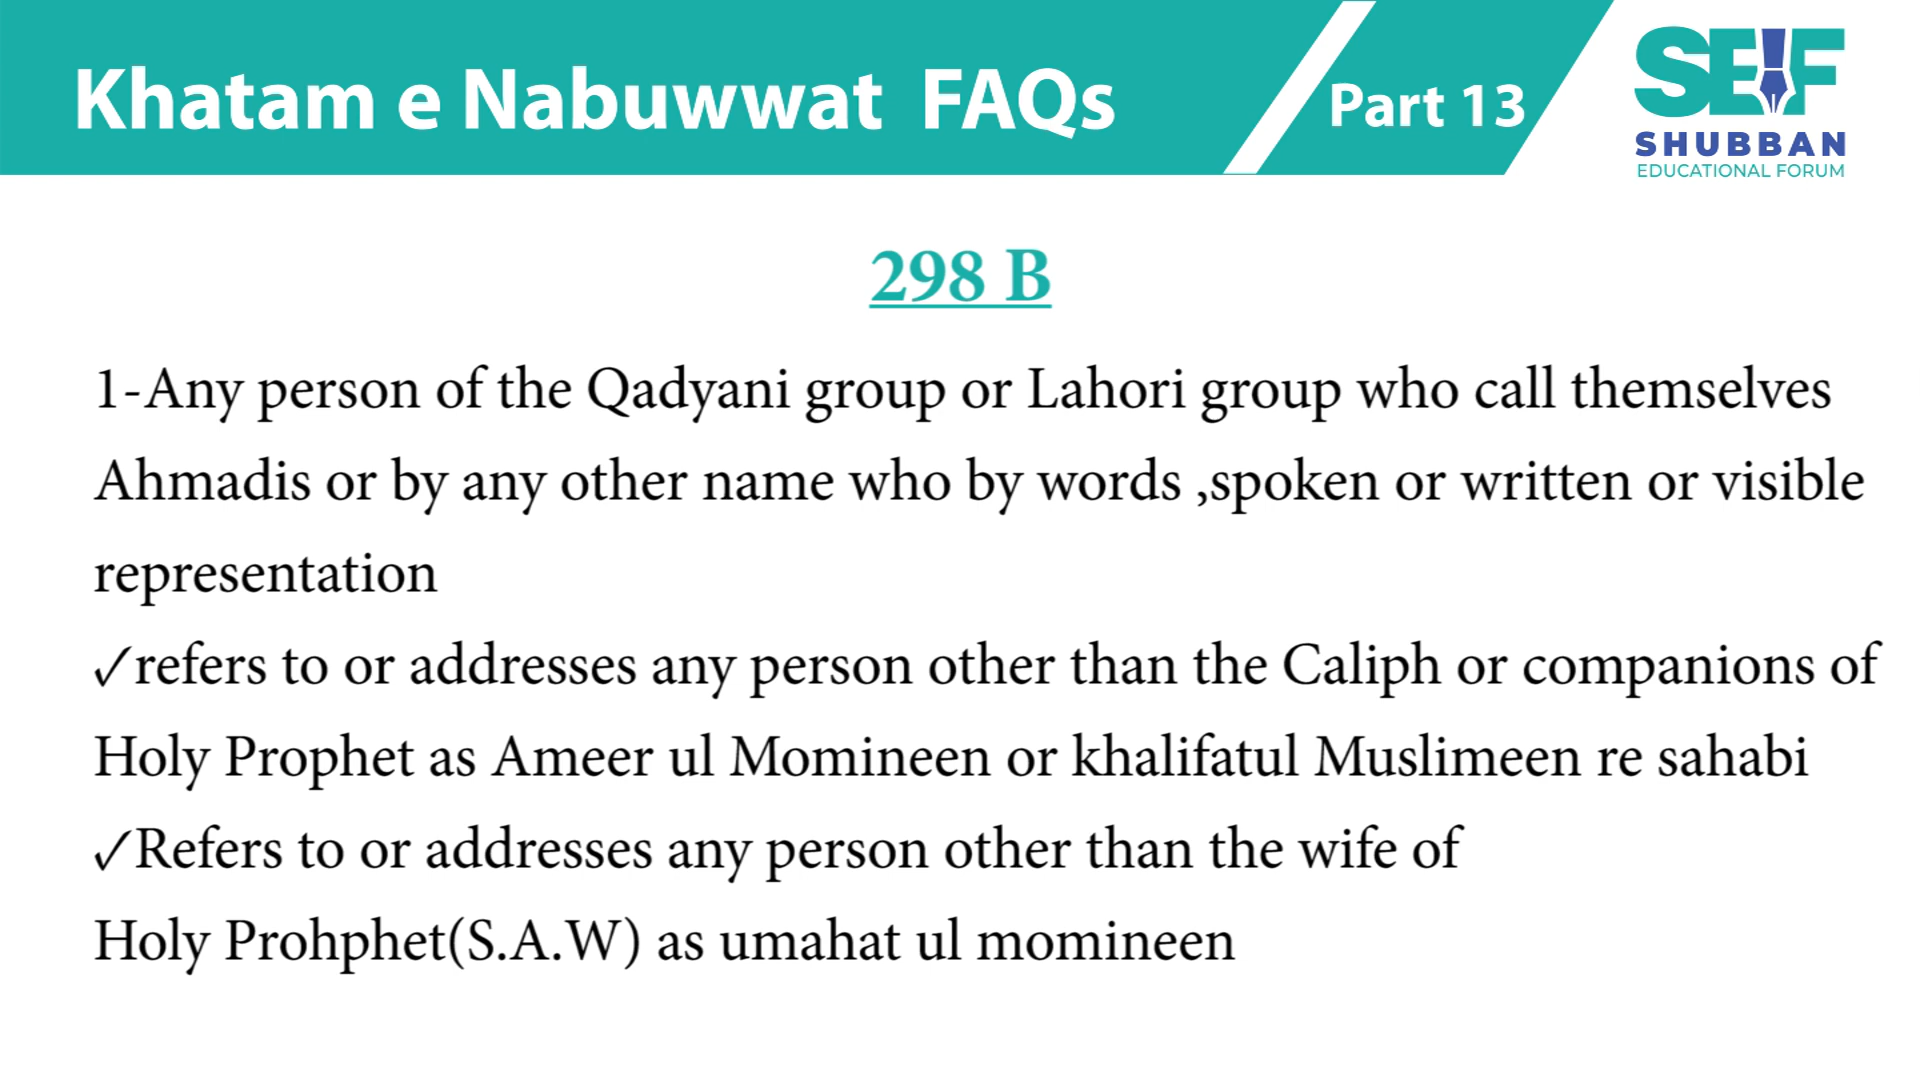 Khatam e Nabuwwat FAQs
Part 13
SEF
SHUBBAN
EDUCATIONAL FORUM
298 B
1-Any person of the Qadyani group or Lahori group who call themselves
Ahmadis or by any other name who by words ,spoken or written or visible
representation
✓refers to or addresses any person other than the Caliph or companions of
Holy Prophet as Ameer ul Momineen or khalifatul Muslimeen re sahabi
✓Refers to or addresses any person other than the wife of
Holy Prohphet(S.A.W) as umahat ul momineen